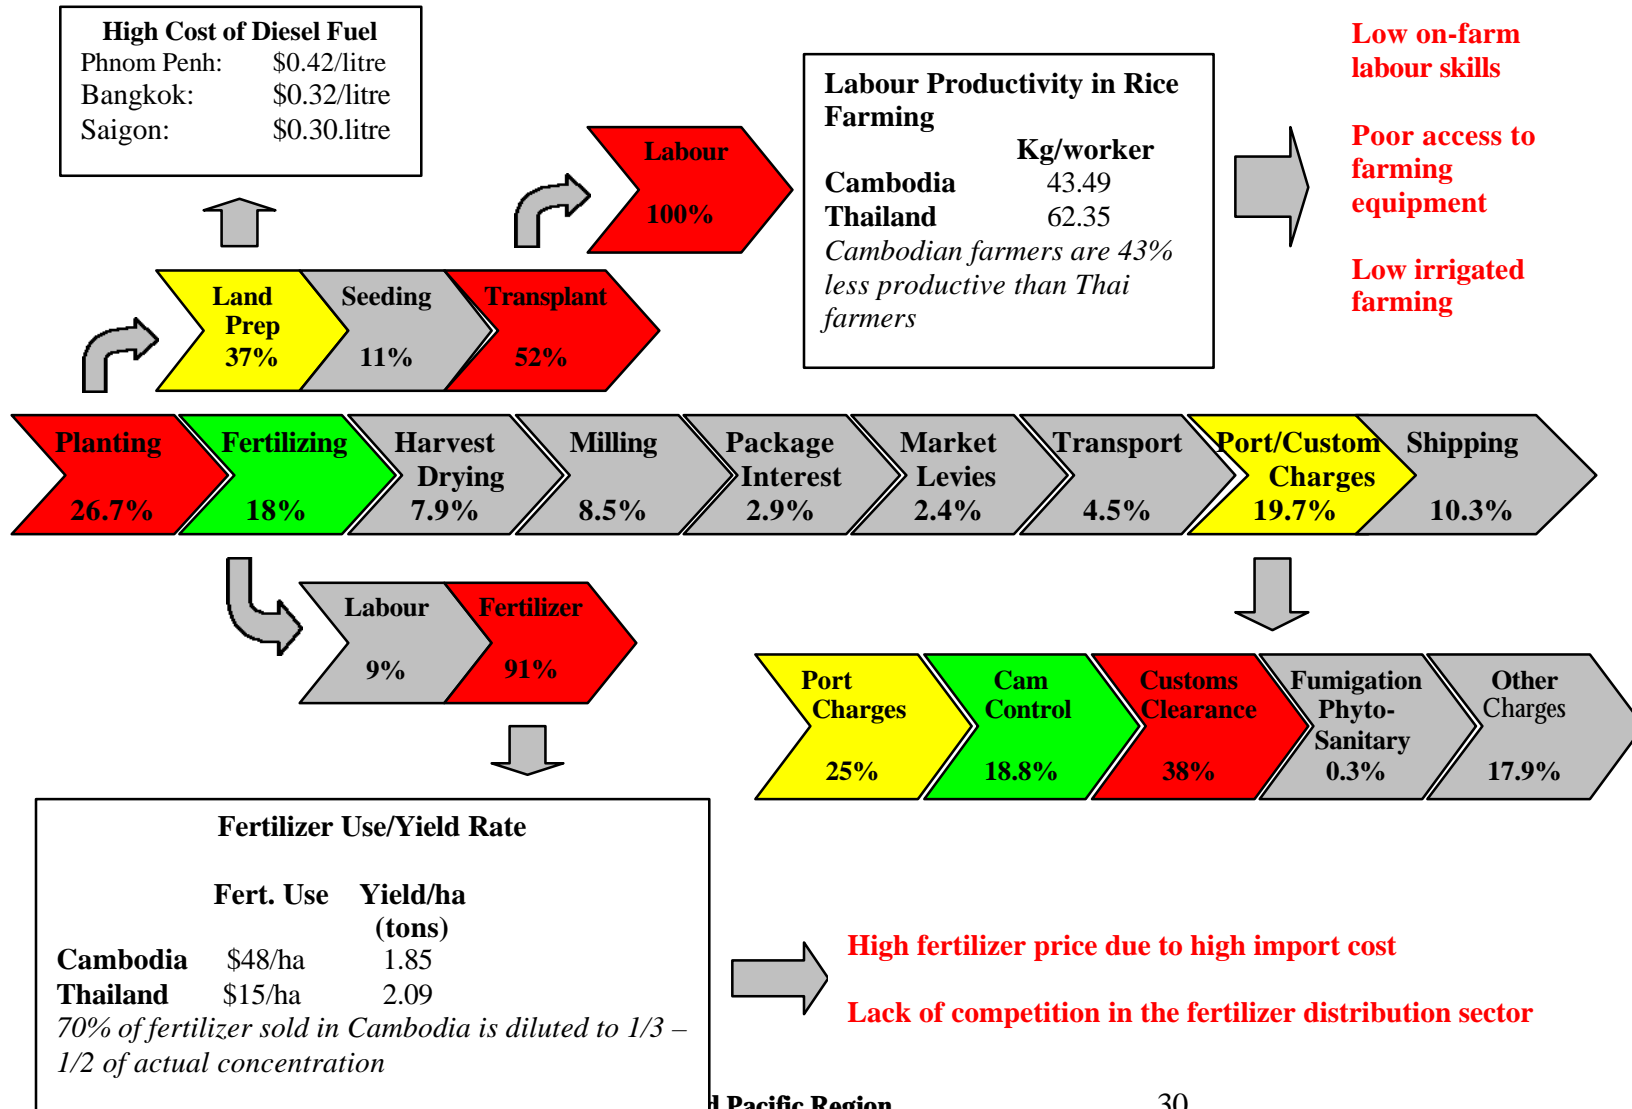 High Cost of Diesel Fuel
Phnom Penh: $0.42/litre
Bangkok: $0.32/litre
Saigon: $0.30.litre
Labour
100%
Labour Productivity in Rice
Farming
Kg/worker
Cambodia 43.49
Thailand 62.35
Cambodian farmers are 43%
less productive than Thai
farmers
Low on-farm
labour skills
Poor access to
farming
equipment
Low irrigated
farming
Land
Prep
37%
Seeding
11%
Transplant
52%
Planting
26.7%
Fertilizing
18%
Harvest
Drying
7.9%
Milling
8.5%
Package
Interest
2.9%
Market
Levies
2.4%
Transport
4.5%
Port/Custom
Charges
19.7%
Shipping
10.3%
Labour
9%
Fertilizer
91%
Port
Charges
25%
Cam
Control
18.8%
Customs
Clearance
38%
Fumigation
Phyto-
Sanitary
0.3%
Other
Charges
17.9%
Fertilizer Use/Yield Rate
Fert. Use Yield/ha
(tons)
Cambodia $48/ha 1.85
Thailand $15/ha 2.09
70% of fertilizer sold in Cambodia is diluted to 1/3 –
1/2 of actual concentration
High fertilizer price due to high import cost
Lack of competition in the fertilizer distribution sector
Pacific Region 30